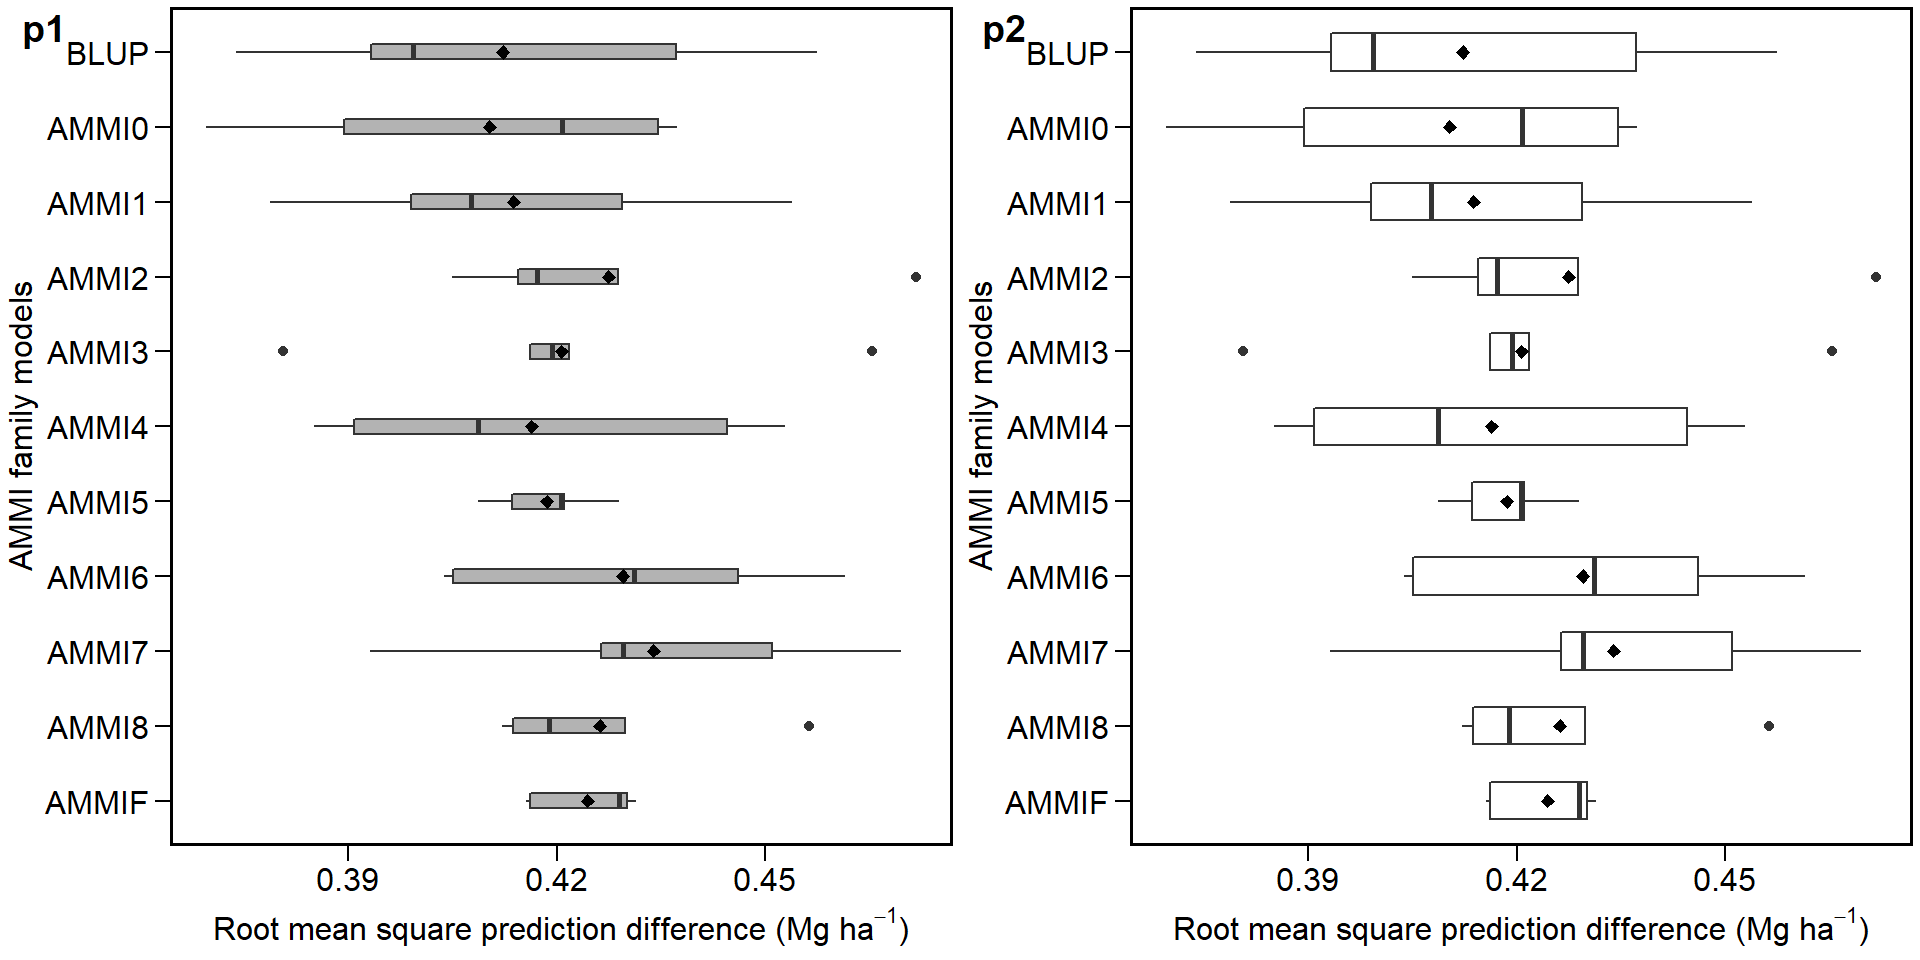 p1
BLUP
AMMI0
AMMI1
AMMI2
AMMI3
AMMI4
AMMI5
AMMI6
AMMI7
AMMI8
AMMIF
AMMI family models
0.39 0.42 0.45
Root mean square prediction difference (Mg ha⁻¹)
p2
BLUP
AMMI0
AMMI1
AMMI2
AMMI3
AMMI4
AMMI5
AMMI6
AMMI7
AMMI8
AMMIF
AMMI family models
0.39 0.42 0.45
Root mean square prediction difference (Mg ha⁻¹)